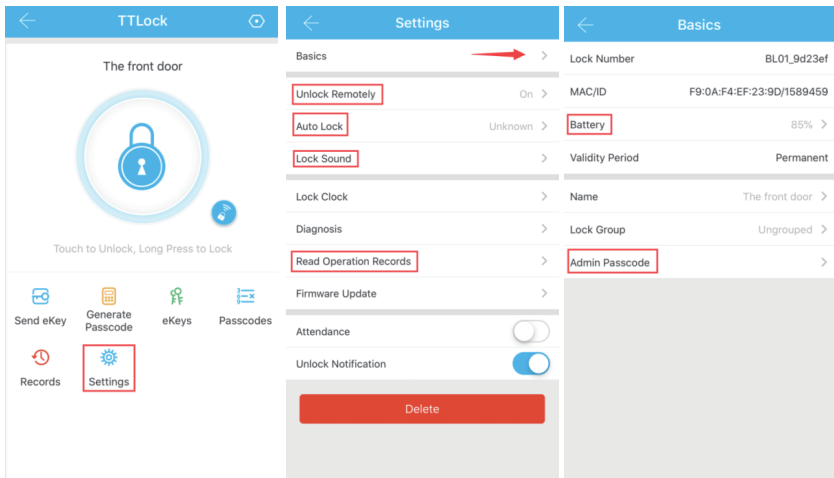 TTLock
The front door
Touch to Unlock, Long Press to Lock
Send eKey
Generate
Passcode
eKeys
Passcodes
Records
Settings
Settings
Basics
Unlock Remotely On
Auto Lock Unknown
Lock Sound
Lock Clock
Diagnosis
Read Operation Records
Firmware Update
Attendance
Unlock Notification
Delete
Basics
Lock Number BL01_9d23ef
MAC/ID F9:0A:F4:EF:23:9D/1589459
Battery 85%
Validity Period Permanent
Name The front door
Lock Group Ungrouped
Admin Passcode